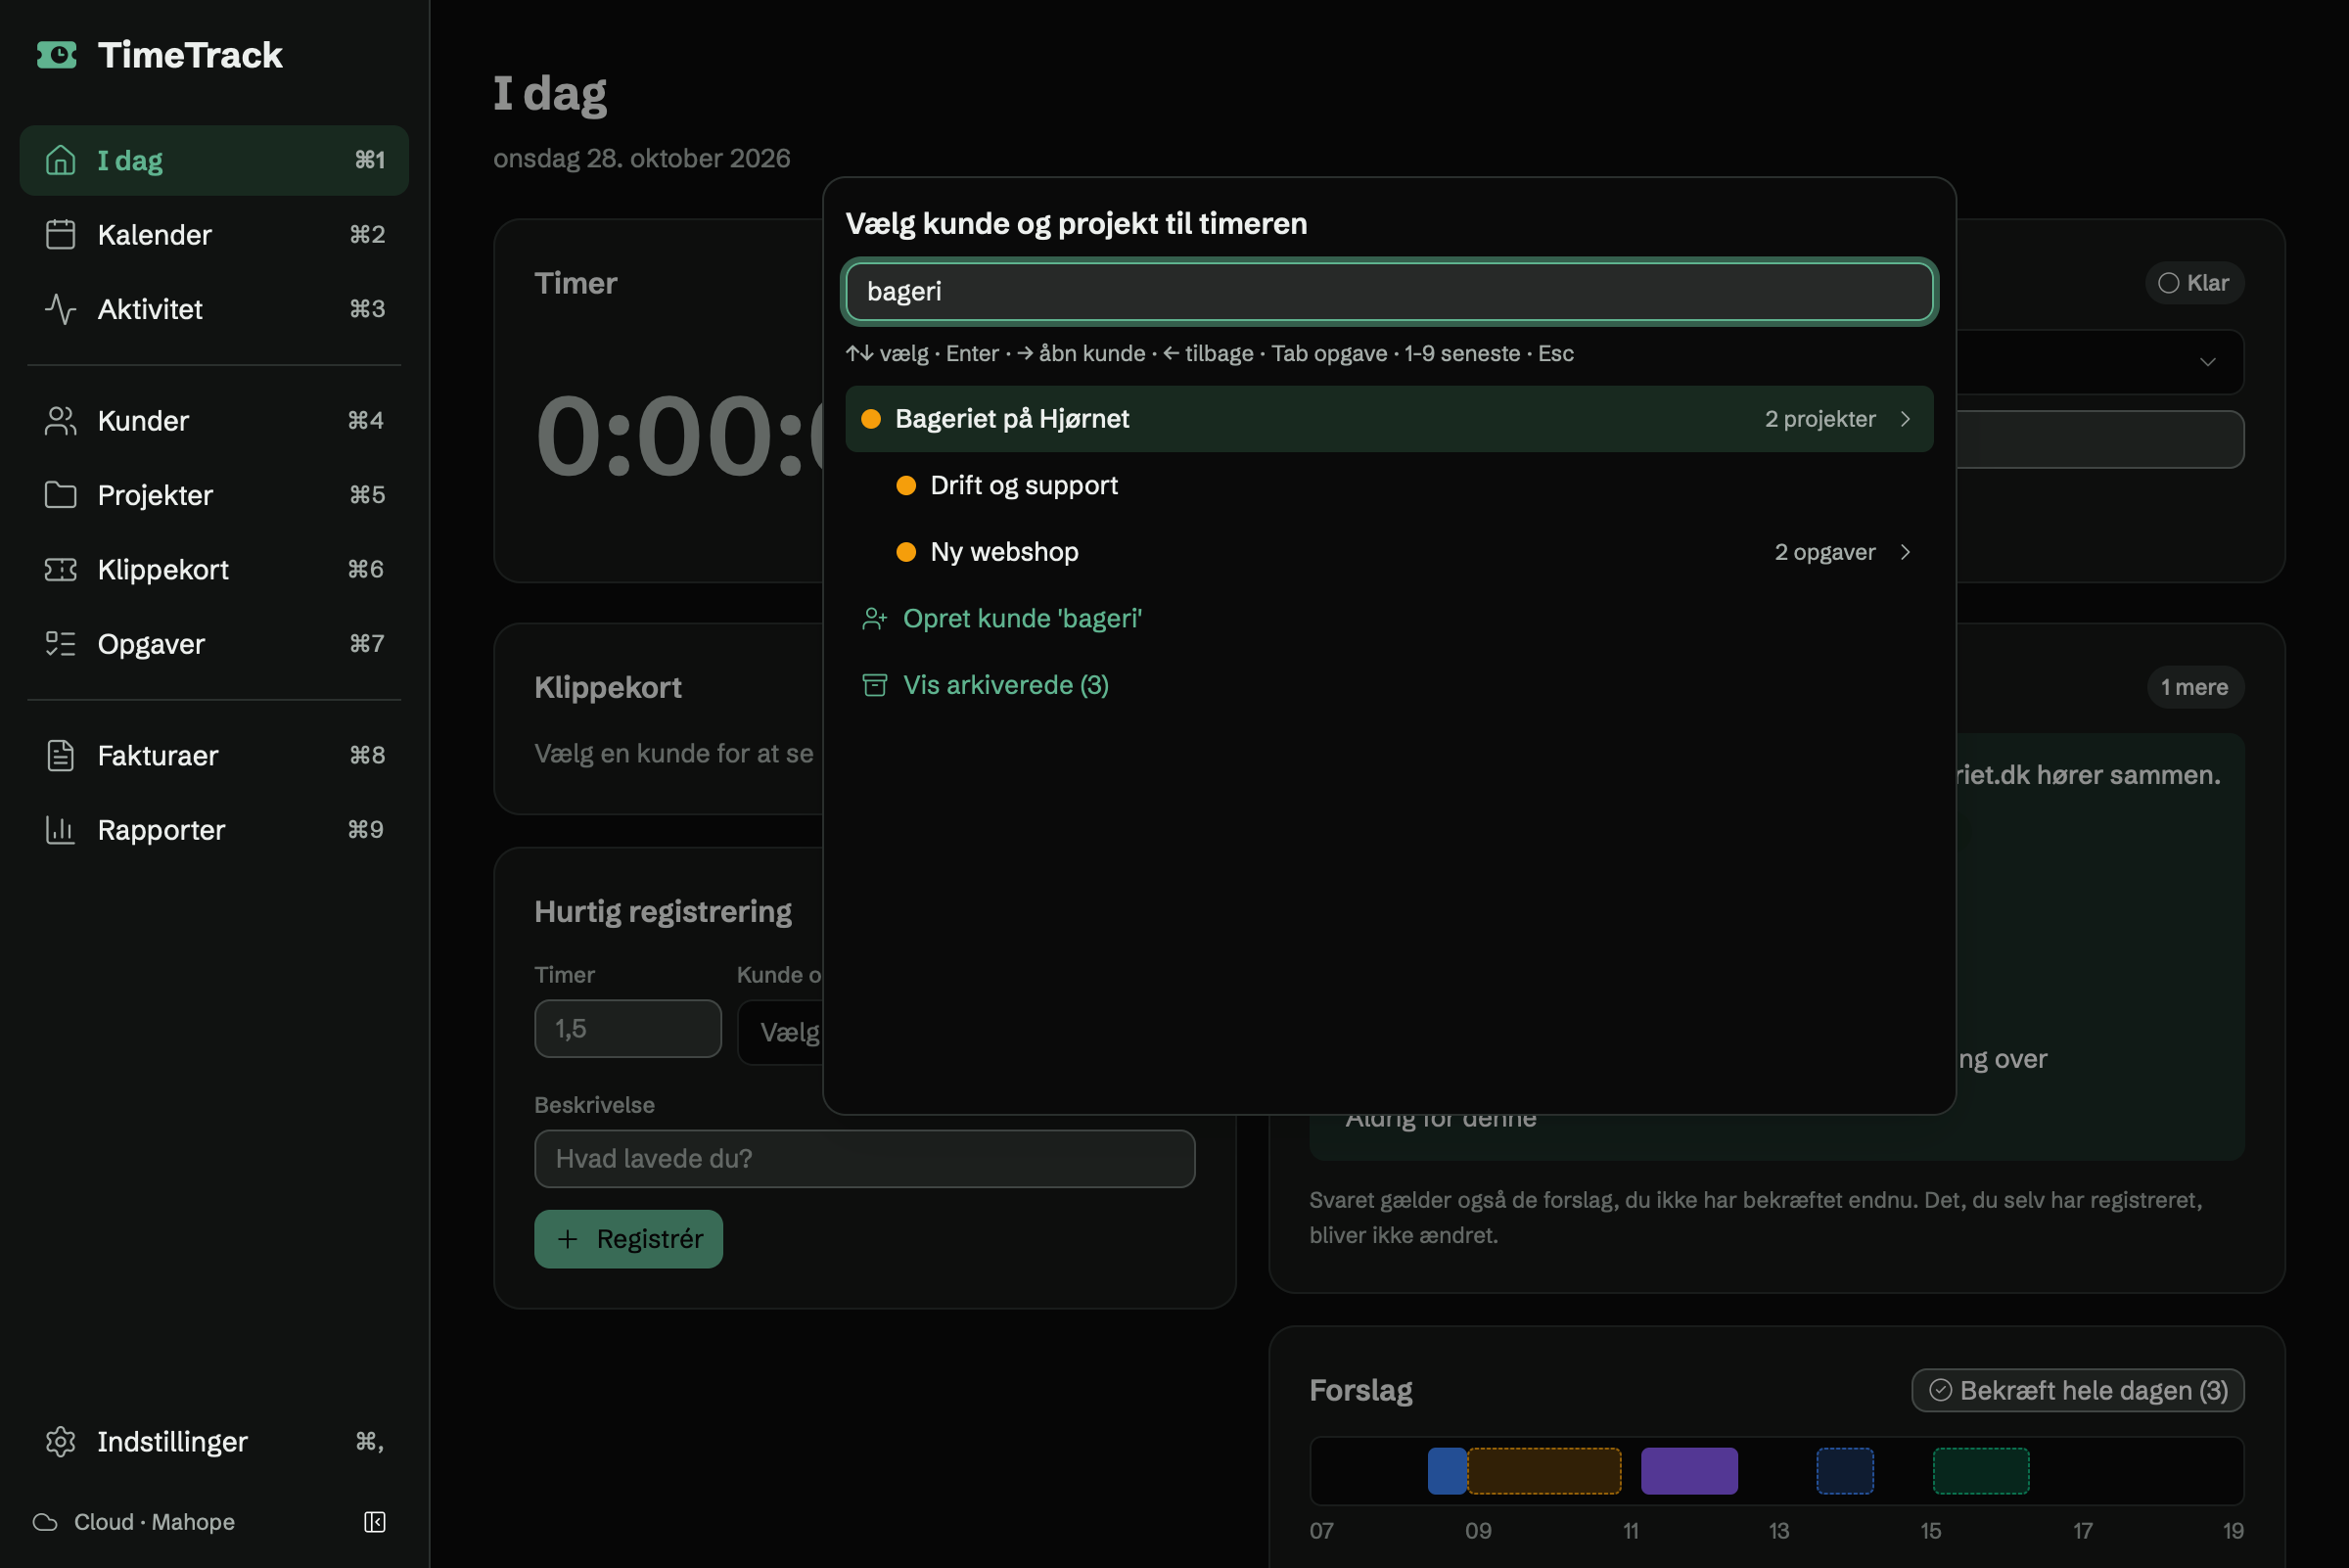 TimeTrack
I dag ⌘1
Kalender ⌘2
Aktivitet ⌘3
Kunder ⌘4
Projekter ⌘5
Klippekort ⌘6
Opgaver ⌘7
Fakturaer ⌘8
Rapporter ⌘9
Indstillinger ⌘,
Cloud · Mahope
I dag
onsdag 28. oktober 2026
Timer
0:00:
Klar
Vælg kunde og projekt til timeren
bageri
↑↓ vælg · Enter · → åbn kunde · ← tilbage · Tab opgave · 1-9 seneste · Esc
Bageriet på Hjørnet 2 projekter
Drift og support
Ny webshop 2 opgaver
Opret kunde 'bageri'
Vis arkiverede (3)
Klippekort
Vælg en kunde for at se
Hurtig registrering
Timer Kunde o
1,5 Vælg
Beskrivelse
Hvad lavede du?
+ Registrér
1 mere
riet.dk hører sammen.
ng over
Aldrig for denne
Svaret gælder også de forslag, du ikke har bekræftet endnu. Det, du selv har registreret,
bliver ikke ændret.
Forslag
Bekræft hele dagen (3)
07 09 11 13 15 17 19